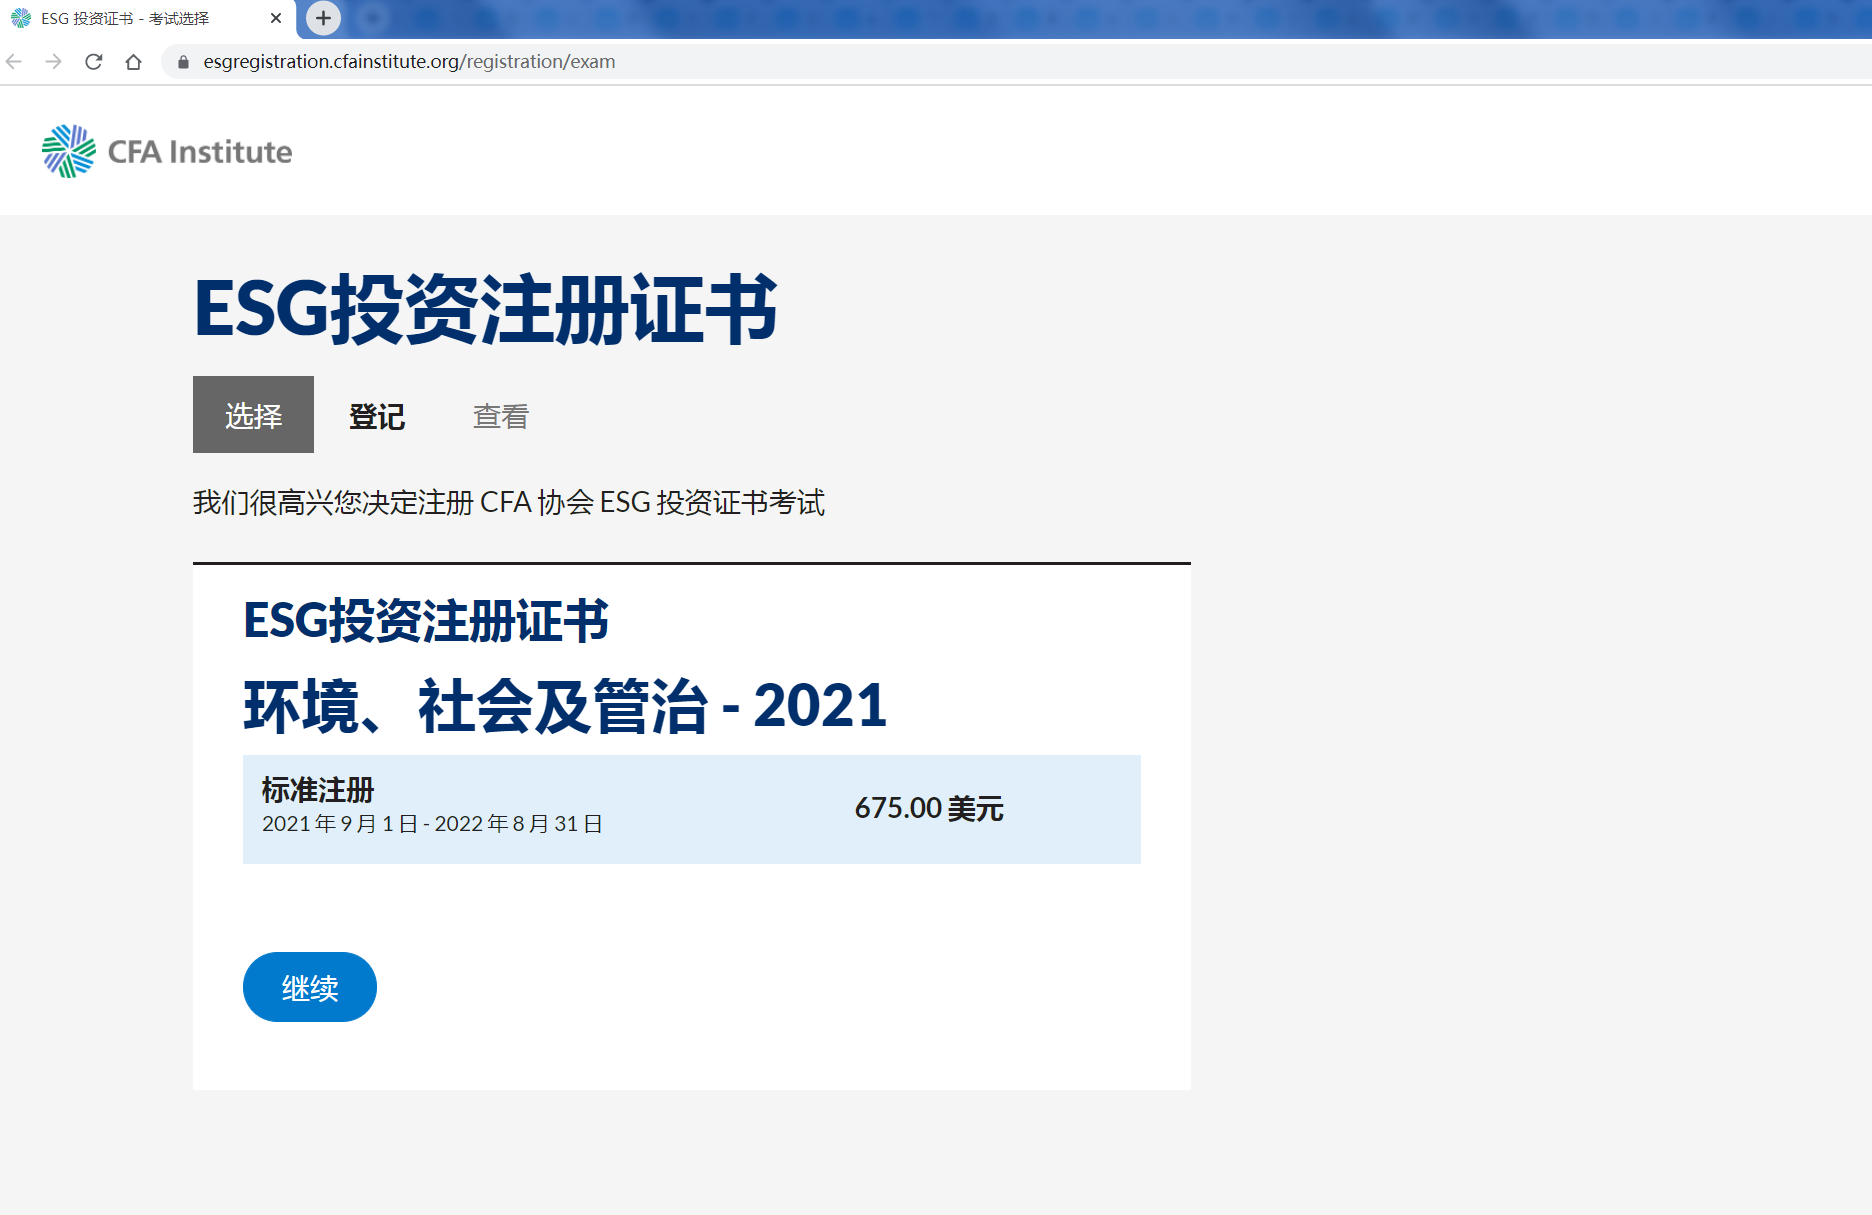 ESG 投资证书 - 考试选择
esgregistration.cfainstitute.org/registration/exam
CFA Institute
ESG投资注册证书
选择 登记 查看
我们很高兴您决定注册 CFA 协会 ESG 投资证书考试
ESG投资注册证书
环境、社会及管治 - 2021
标准注册
2021 年 9 月 1 日 - 2022 年 8 月 31 日
675.00 美元
继续